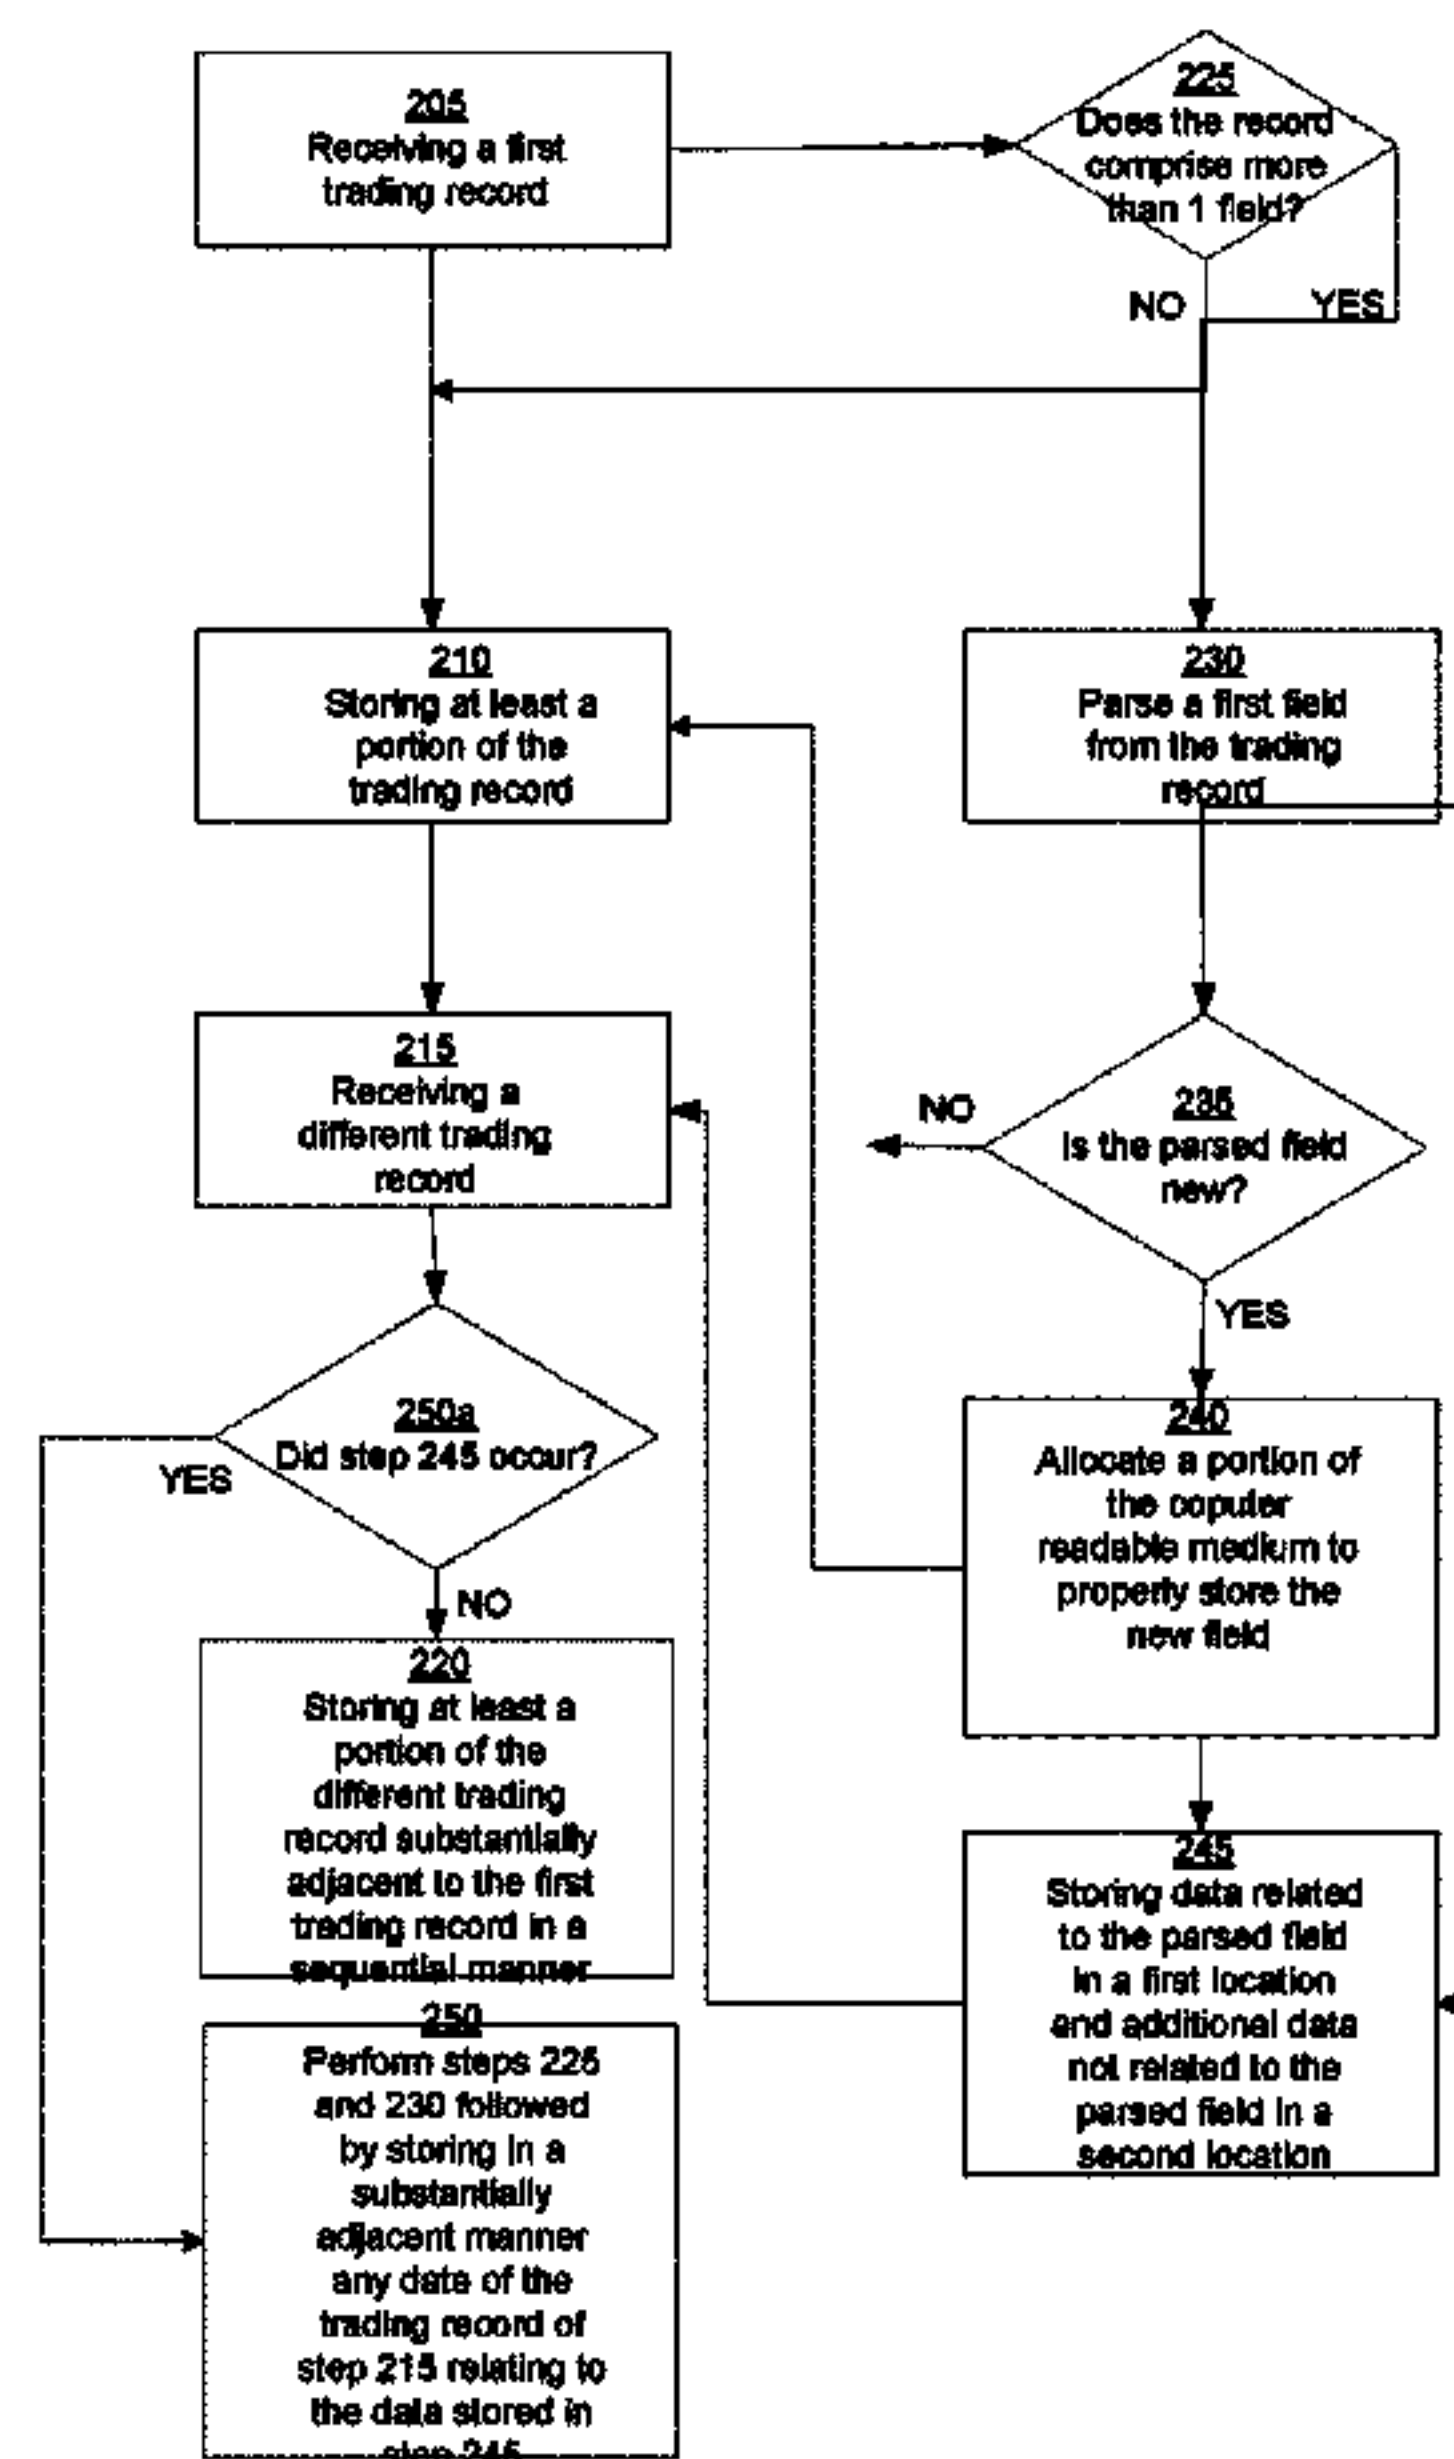 205
Receiving a first
trading record
225
Does the record
comprise more
than 1 field?
NO
YES
210
Storing at least a
portion of the
trading record
230
Parse a first field
from the trading
record
215
Receiving a
different trading
record
235
Is the parsed field
new?
NO
YES
250a
Did step 245 occur?
YES
NO
240
Allocate a portion of
the coputer
readable medium to
properly store the
new field
220
Storing at least a
portion of the
different trading
record substantially
adjacent to the first
trading record in a
sequential manner
245
Storing data related
to the parsed field
in a first location
and additional data
not related to the
parsed field in a
second location
250
Perform steps 225
and 230 followed
by storing in a
substantially
adjacent manner
any date of the
trading record of
step 215 relating to
the data stored in
step 245